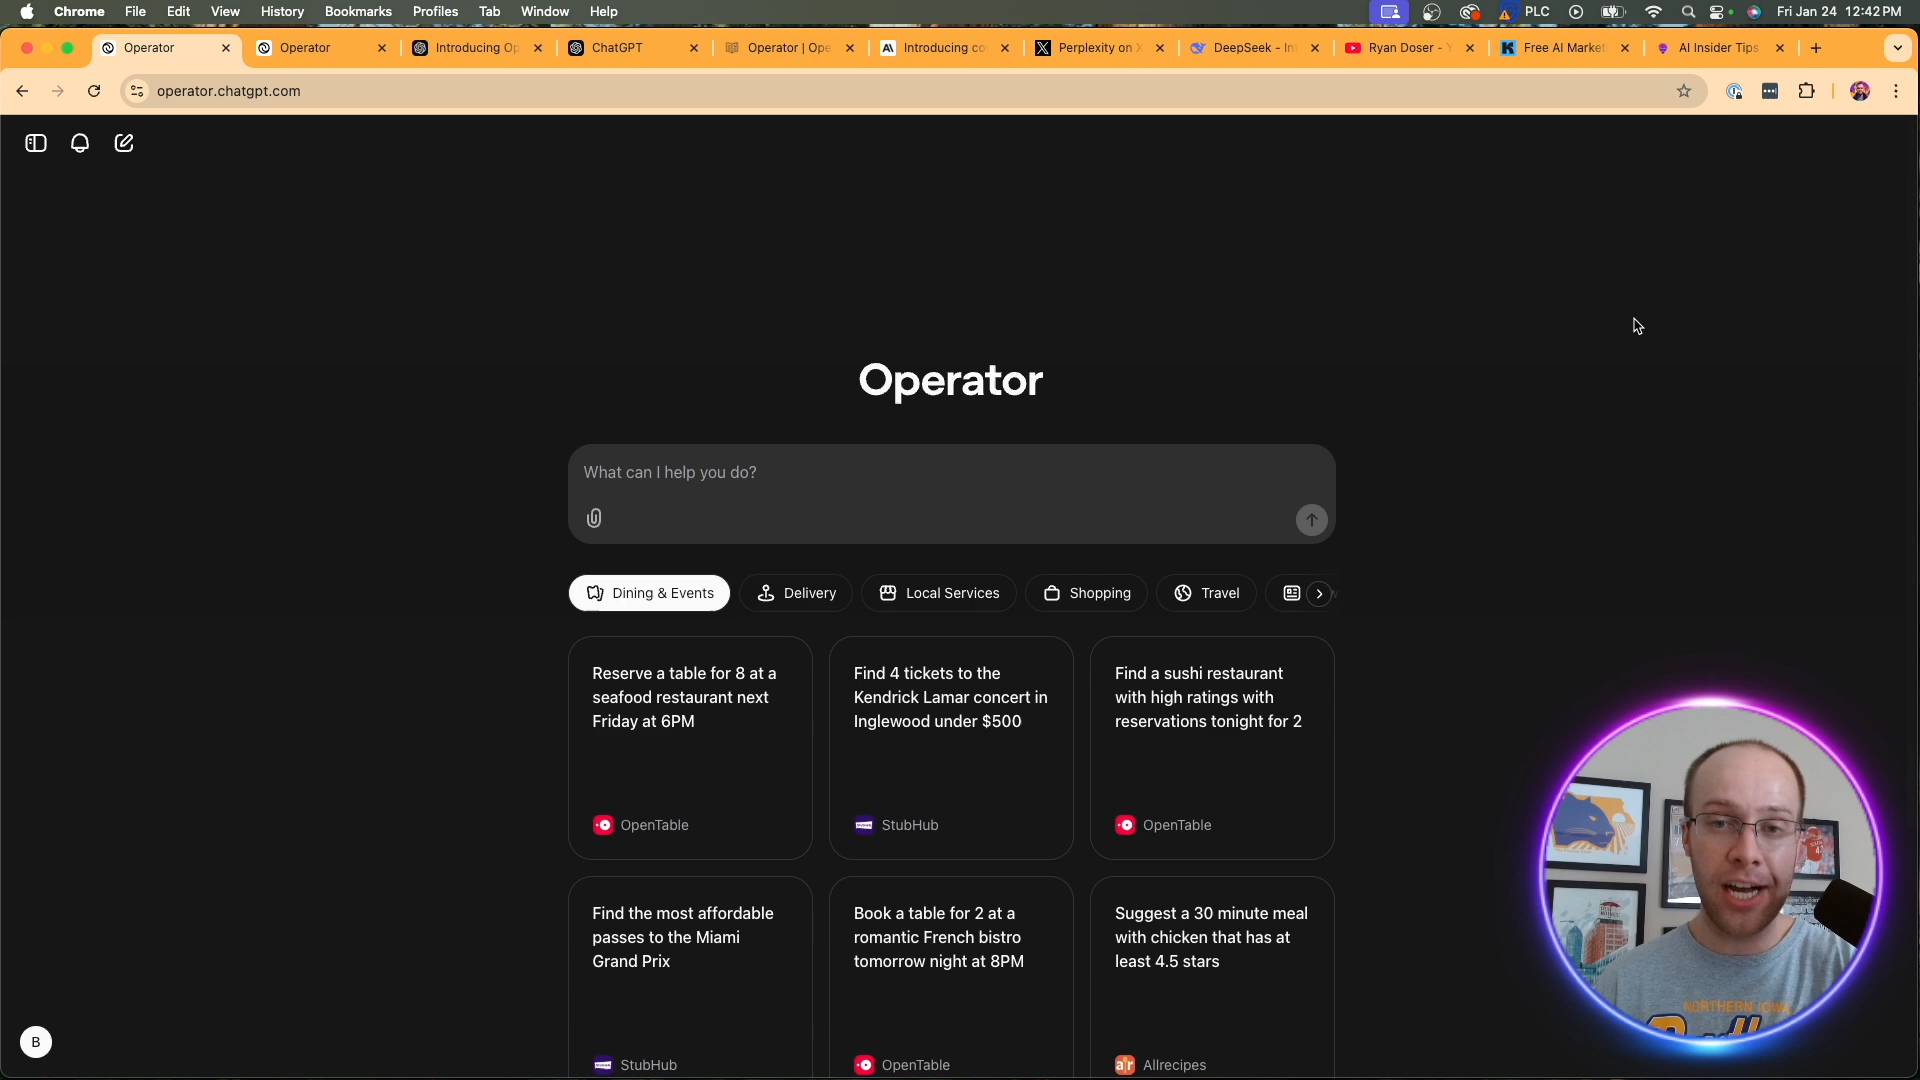 Chrome File Edit View History Bookmarks Profiles Tab Window Help PLC Fri Jan 24 12:42 PM
Operator Operator Introducing Op ChatGPT Operator | Ope Introducing co Perplexity on X DeepSeek - Int Ryan Doser - Y Free AI Market AI Insider Tips
operator.chatgpt.com
Operator
What can I help you do?
Dining & Events Delivery Local Services Shopping Travel
Reserve a table for 8 at a
seafood restaurant next
Friday at 6PM
OpenTable
Find 4 tickets to the
Kendrick Lamar concert in
Inglewood under $500
StubHub
Find a sushi restaurant
with high ratings with
reservations tonight for 2
OpenTable
Find the most affordable
passes to the Miami
Grand Prix
StubHub
Book a table for 2 at a
romantic French bistro
tomorrow night at 8PM
OpenTable
Suggest a 30 minute meal
with chicken that has at
least 4.5 stars
ar Allrecipes
B
NORTHERN IOWA